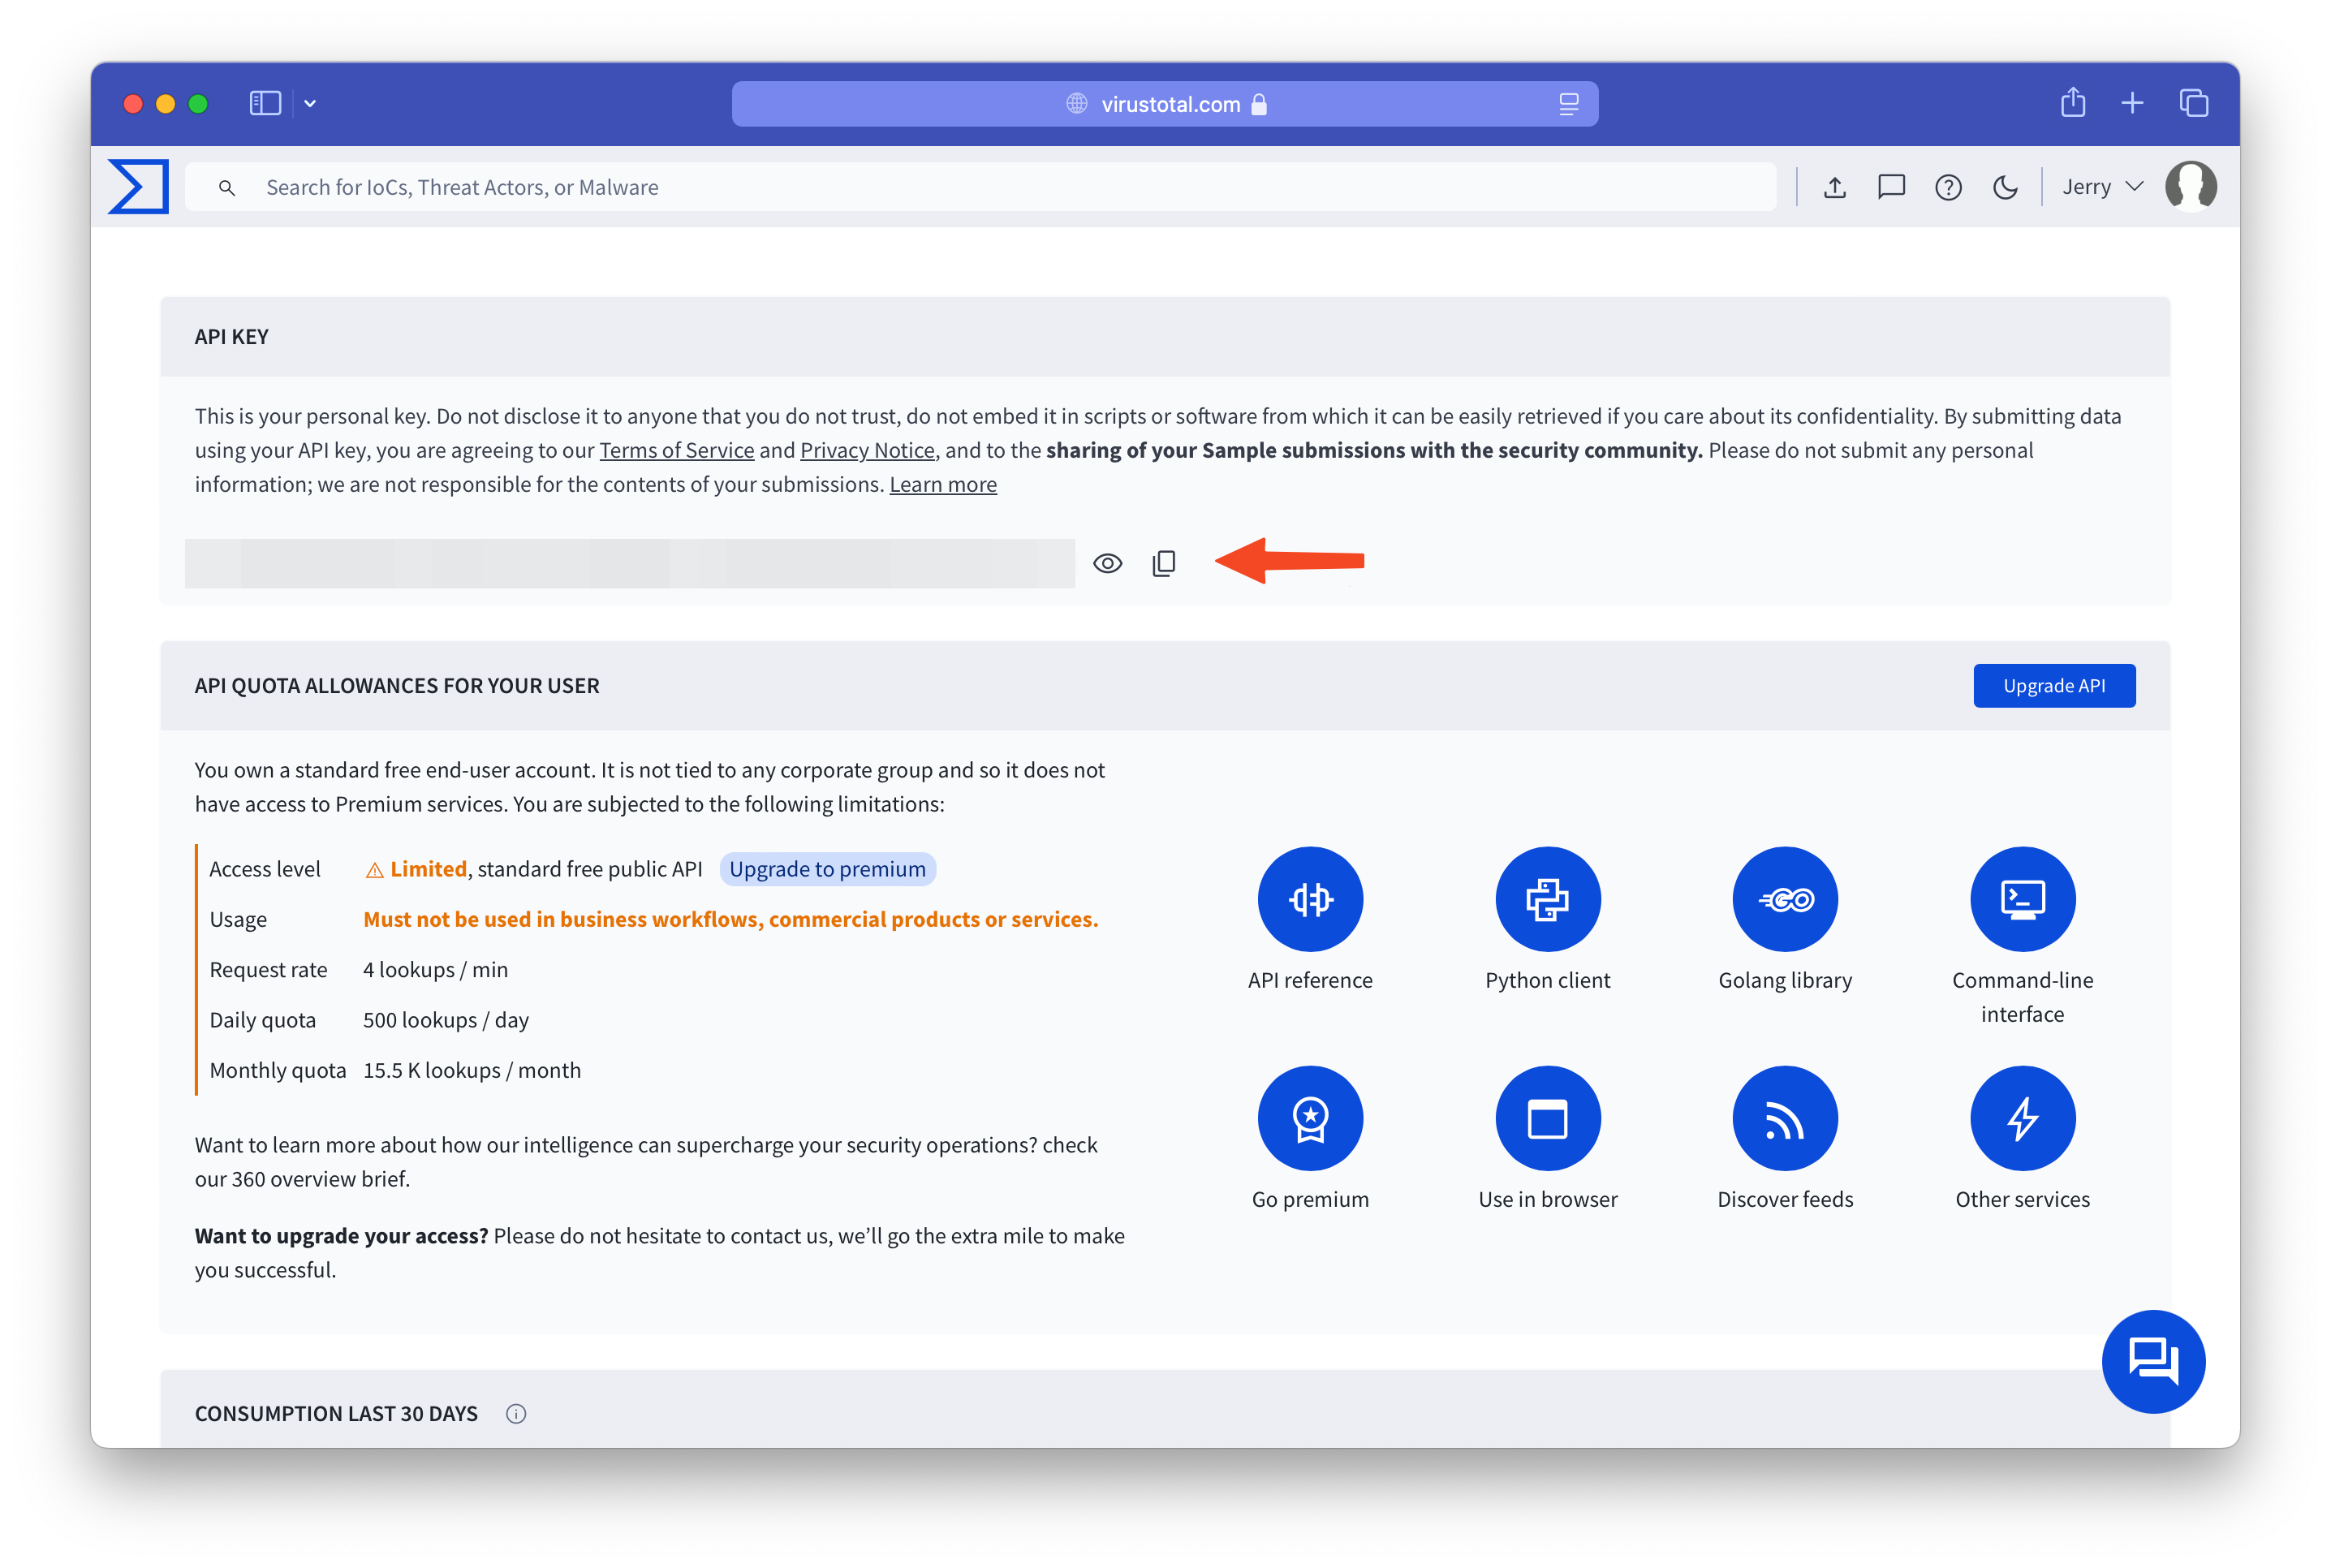 virustotal.com
Search for IoCs, Threat Actors, or Malware
Jerry
API KEY
This is your personal key. Do not disclose it to anyone that you do not trust, do not embed it in scripts or software from which it can be easily retrieved if you care about its confidentiality. By submitting data
using your API key, you are agreeing to our Terms of Service and Privacy Notice, and to the sharing of your Sample submissions with the security community. Please do not submit any personal
information; we are not responsible for the contents of your submissions. Learn more
API QUOTA ALLOWANCES FOR YOUR USER
Upgrade API
You own a standard free end-user account. It is not tied to any corporate group and so it does not
have access to Premium services. You are subjected to the following limitations:
Access level Limited, standard free public API Upgrade to premium
Usage Must not be used in business workflows, commercial products or services.
Request rate 4 lookups / min
Daily quota 500 lookups / day
Monthly quota 15.5 K lookups / month
Want to learn more about how our intelligence can supercharge your security operations? check
our 360 overview brief.
Want to upgrade your access? Please do not hesitate to contact us, we’ll go the extra mile to make
you successful.
GO
API reference
Python client
Golang library
Command-line
interface
Go premium
Use in browser
Discover feeds
Other services
CONSUMPTION LAST 30 DAYS